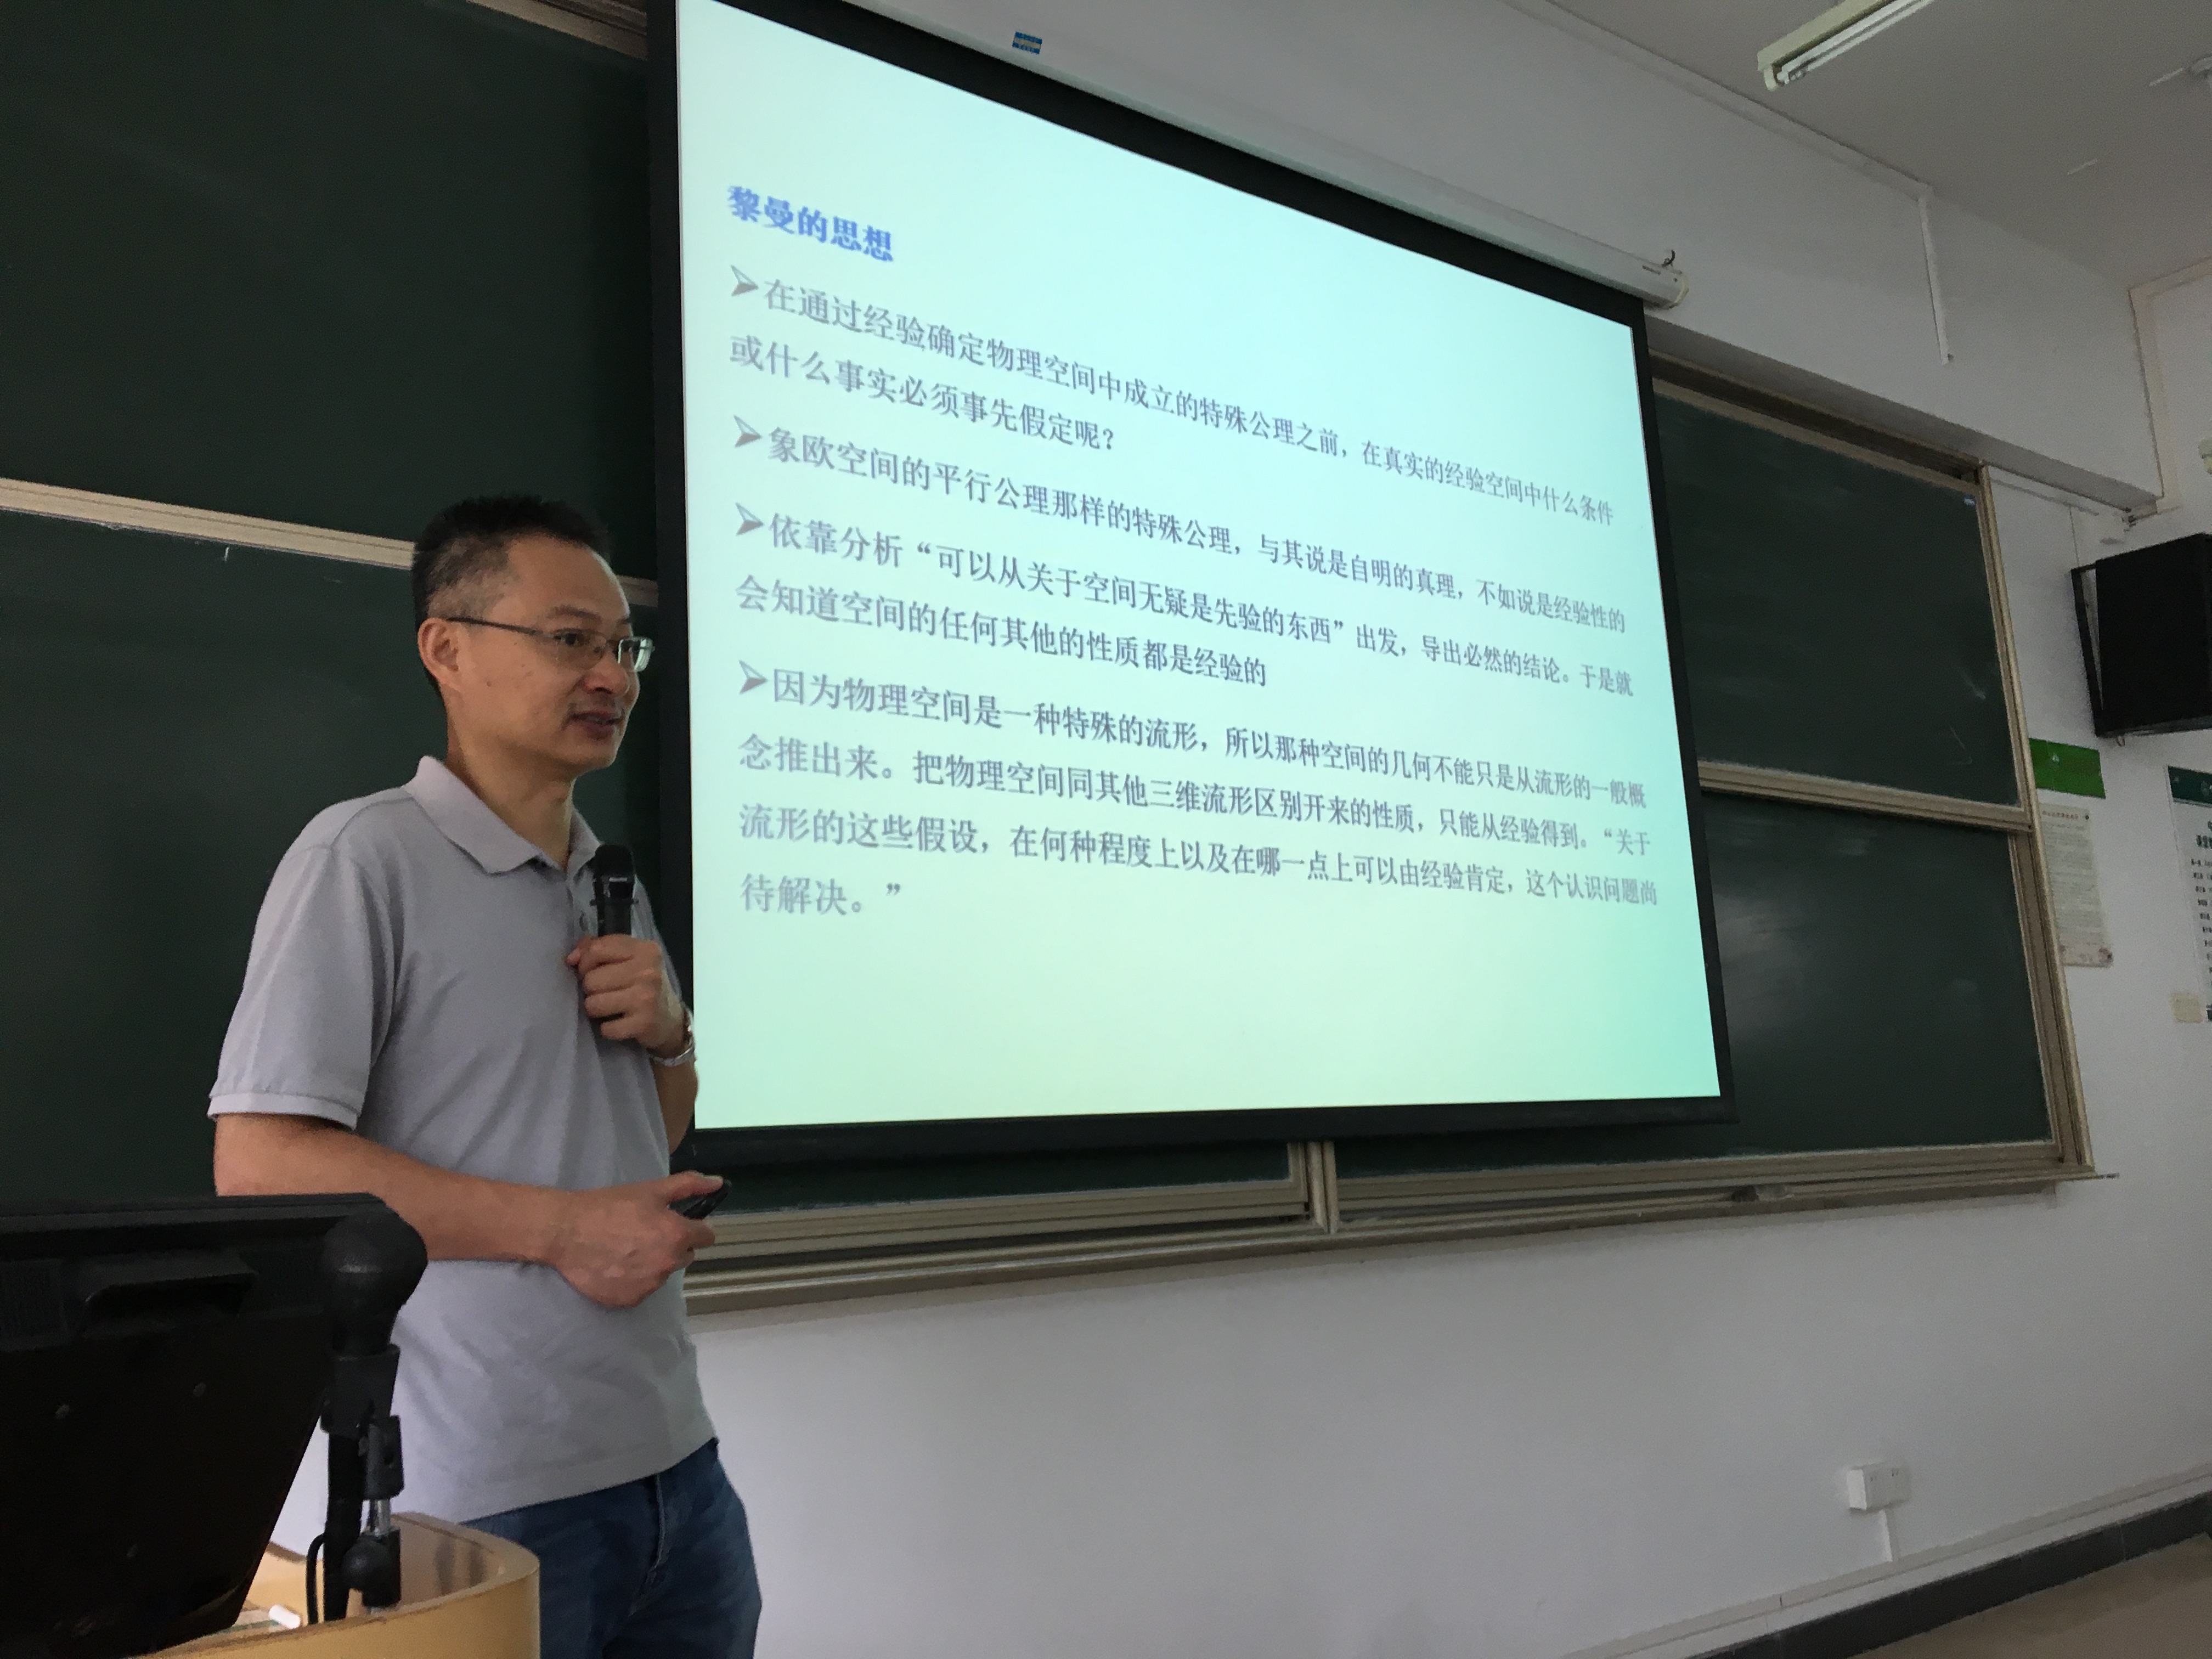 黎曼的思想
➢在通过经验确定物理空间中成立的特殊公理之前，在真实的经验空间中什么条件
或什么事实必须事先假定呢？
➢象欧空间的平行公理那样的特殊公理，与其说是自明的真理，不如说是经验性的
➢依靠分析“可以从关于空间无疑是先验的东西”出发，导出必然的结论。于是就
会知道空间的任何其他的性质都是经验的
➢因为物理空间是一种特殊的流形，所以那种空间的几何不能只是从流形的一般概
念推出来。把物理空间同其他三维流形区别开来的性质，只能从经验得到。“关于
流形的这些假设，在何种程度上以及在哪一点上可以由经验肯定，这个认识问题尚
待解决。”